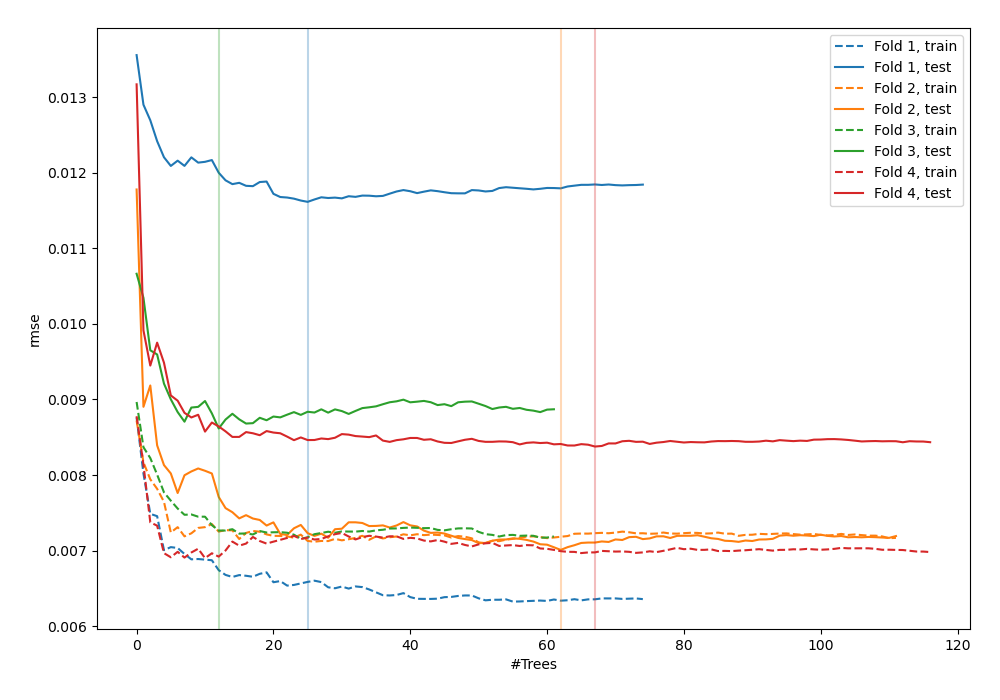 Fold 1, train
Fold 1, test
Fold 2, train
Fold 2, test
Fold 3, train
Fold 3, test
Fold 4, train
Fold 4, test
0.013
0.012
0.011
0.010
0.009
0.008
0.007
0.006
rmse
0 20 40 60 80 100 120
#Trees